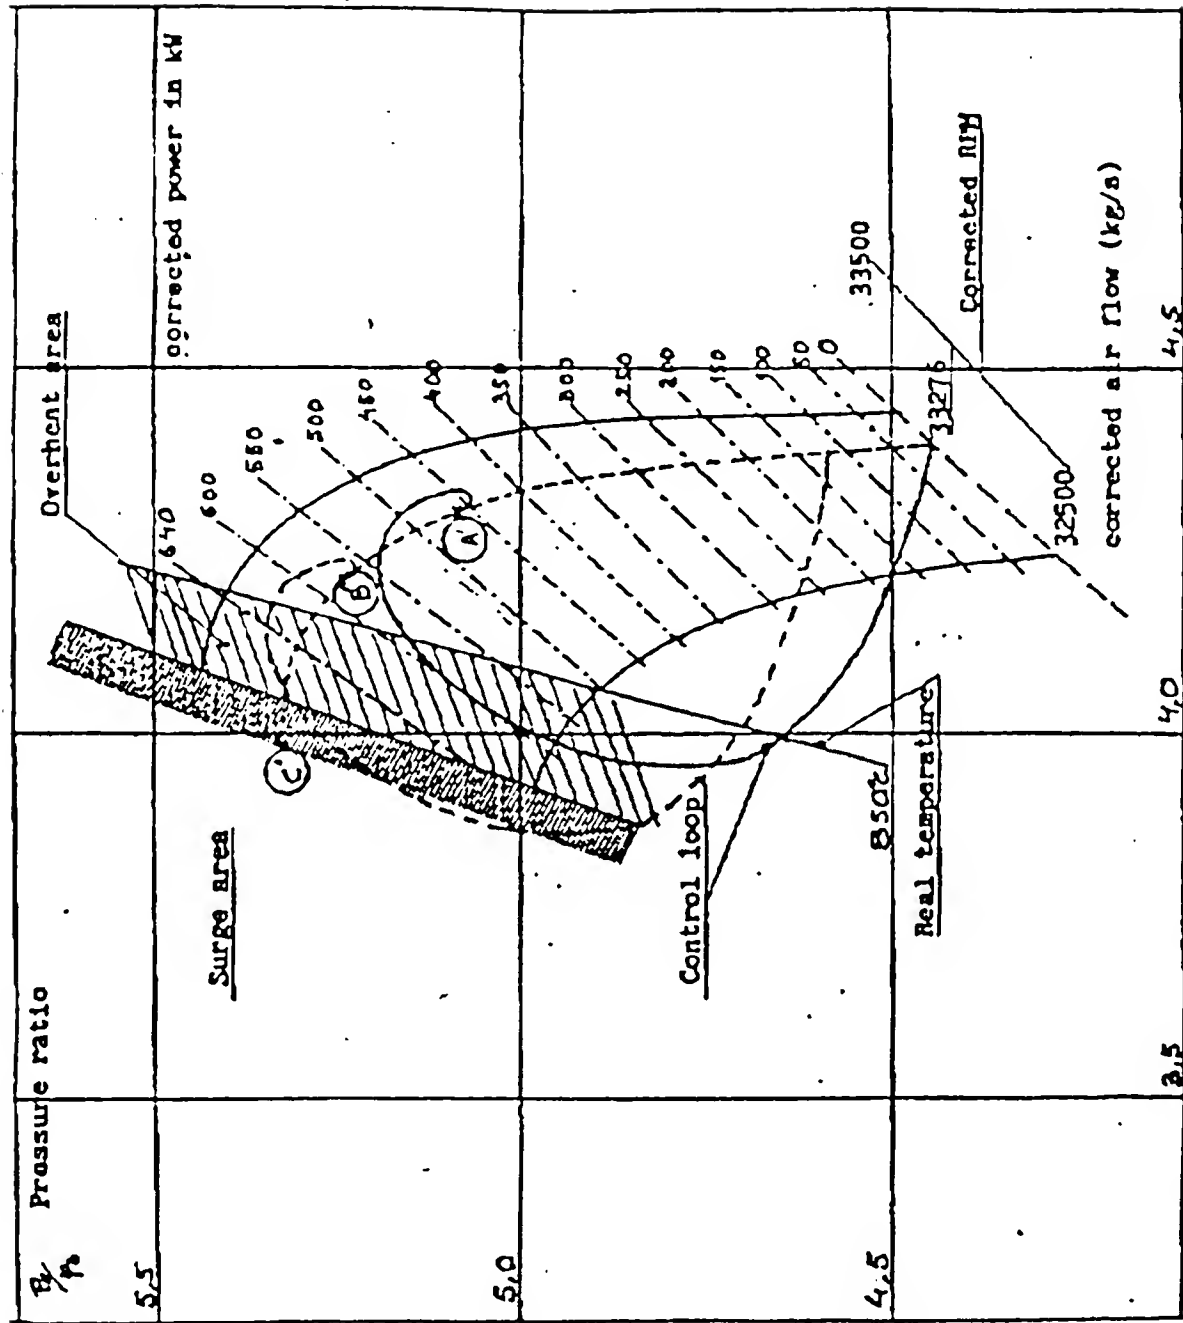 P2/P0 Pressure ratio
corrected power in kW
Overheat area
5,5
640
600
550
500
450
400
350
300
250
200
150
100
50
0
Surge area
C'
B
A'
5,0
Control loop
4,5
850°C
Real temperature
33500
33276
32500
Corrected RPM
corrected air flow (kg/s)
3,5
4,0
4,5